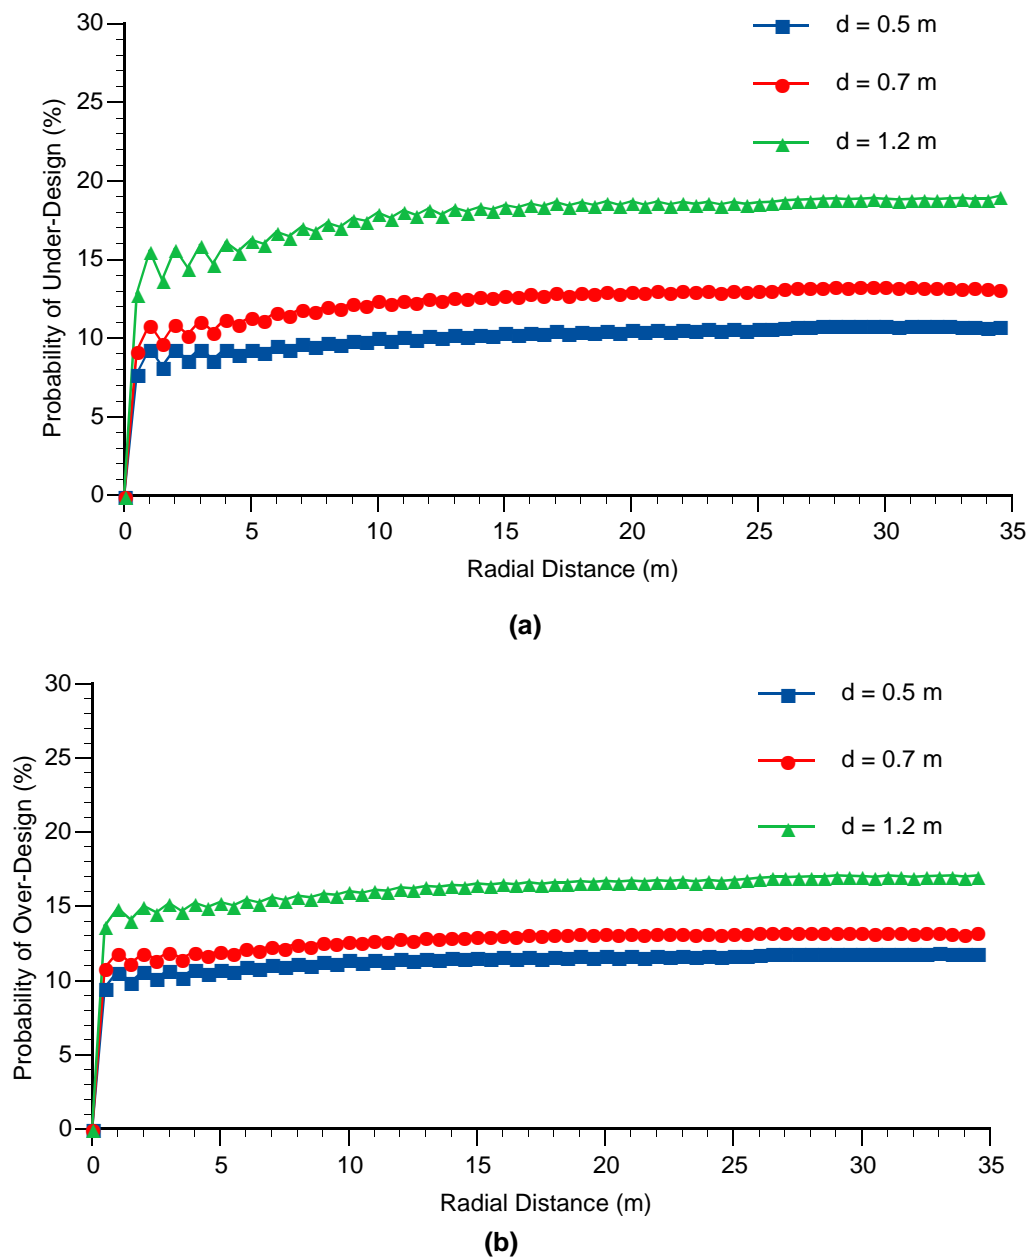 30
25
20
15
10
5
0
Probability of Under-Design (%)
d = 0.5 m
d = 0.7 m
d = 1.2 m
0 5 10 15 20 25 30 35
Radial Distance (m)
(a)
30
25
20
15
10
5
0
Probability of Over-Design (%)
d = 0.5 m
d = 0.7 m
d = 1.2 m
0 5 10 15 20 25 30 35
Radial Distance (m)
(b)